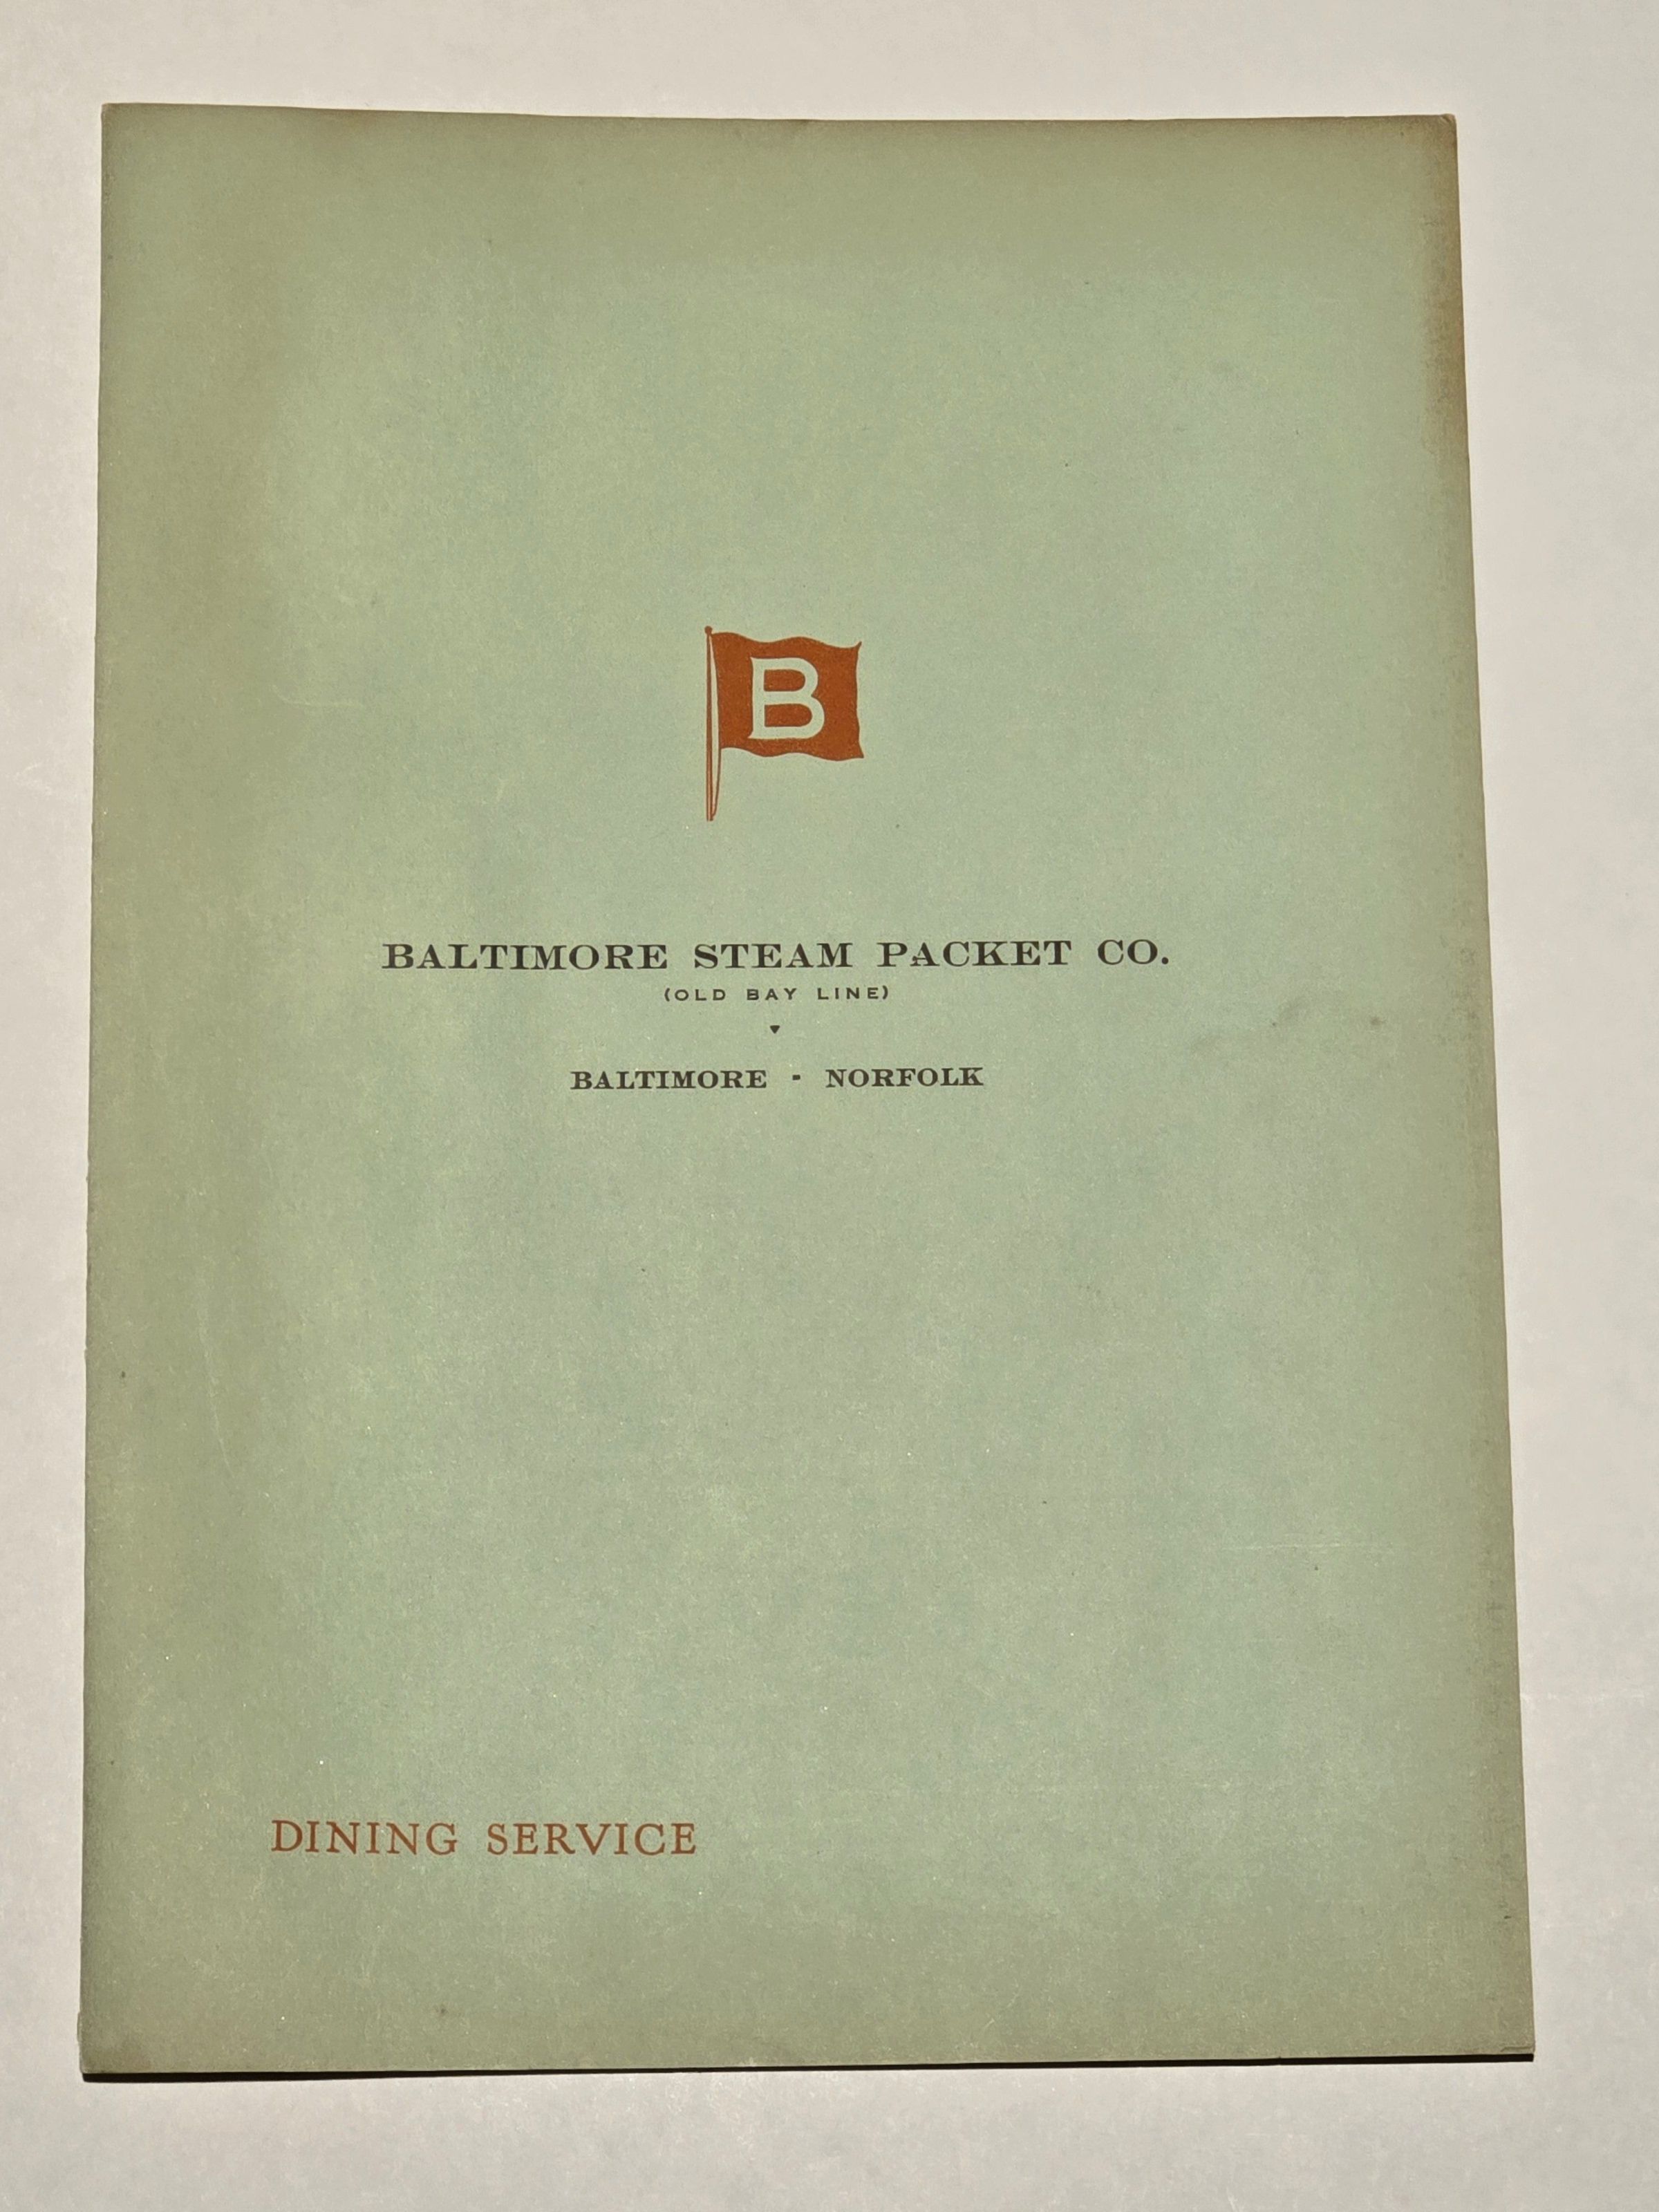 B
BALTIMORE STEAM PACKET CO.
(OLD BAY LINE)
BALTIMORE - NORFOLK
DINING SERVICE